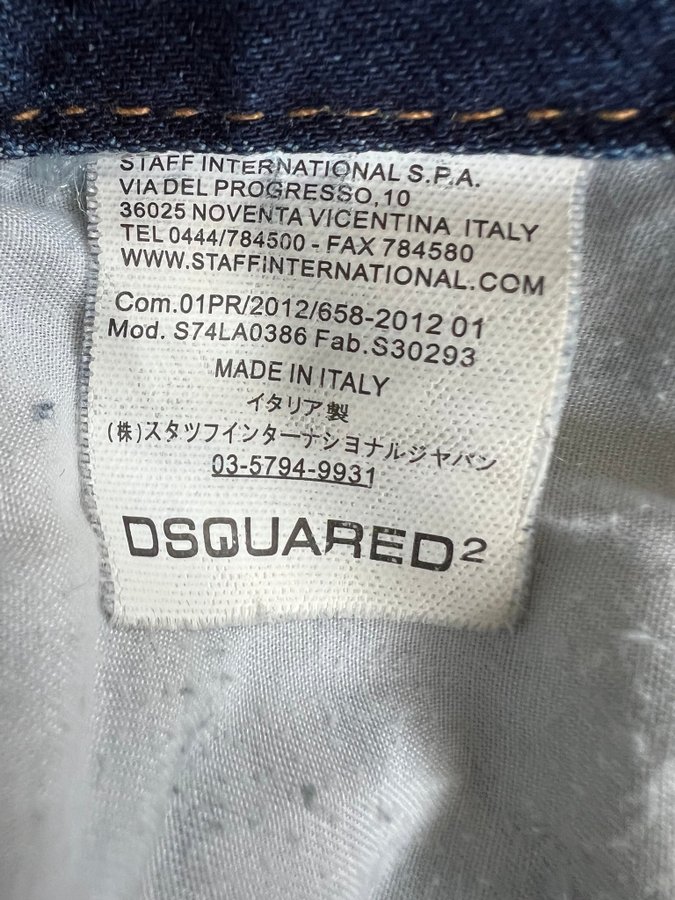 STAFF INTERNATIONAL S.P.A.
VIA DEL PROGRESSO,10
36025 NOVENTA VICENTINA ITALY
TEL 0444/784500 - FAX 784580
WWW.STAFFINTERNATIONAL.COM
Com.01PR/2012/658-2012 01
Mod. S74LA0386 Fab.S30293
MADE IN ITALY
イタリア製
(株)スタツフインターナショナルジャパン
03-5794-9931
DSQUARED2